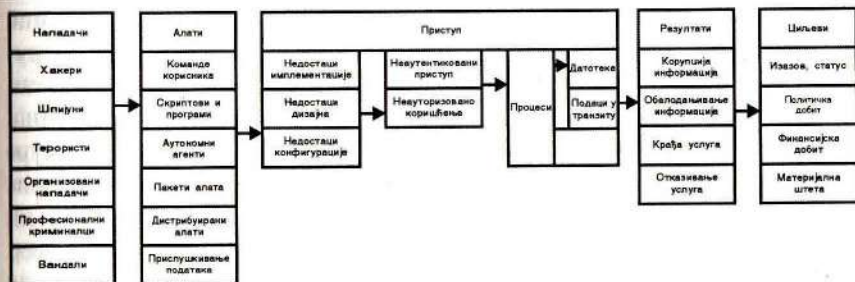 Нападачи
Хакери
Шпијуни
Терористи
Организовани
нападачи
Професионални
криминалци
Вандали
Алати
Команде
корисника
Скриптови и
програми
Аутономни
агенти
Пакети алата
Дистрибуирани
алати
Прислушкивање
података
Приступ
Недостаци
имплементације
Недостаци
дизајна
Недостаци
конфигурације
Неаутентиковани
приступ
Неауторизовано
коришћење
Процеси
Датотека
Подаци у
транзиту
Резултати
Корупција
информација
Обелодањивање
информација
Крађа услуга
Отказивање
услуга
Циљеви
Изазов, статус
Политичка
добит
Финансијска
добит
Материјална
штета